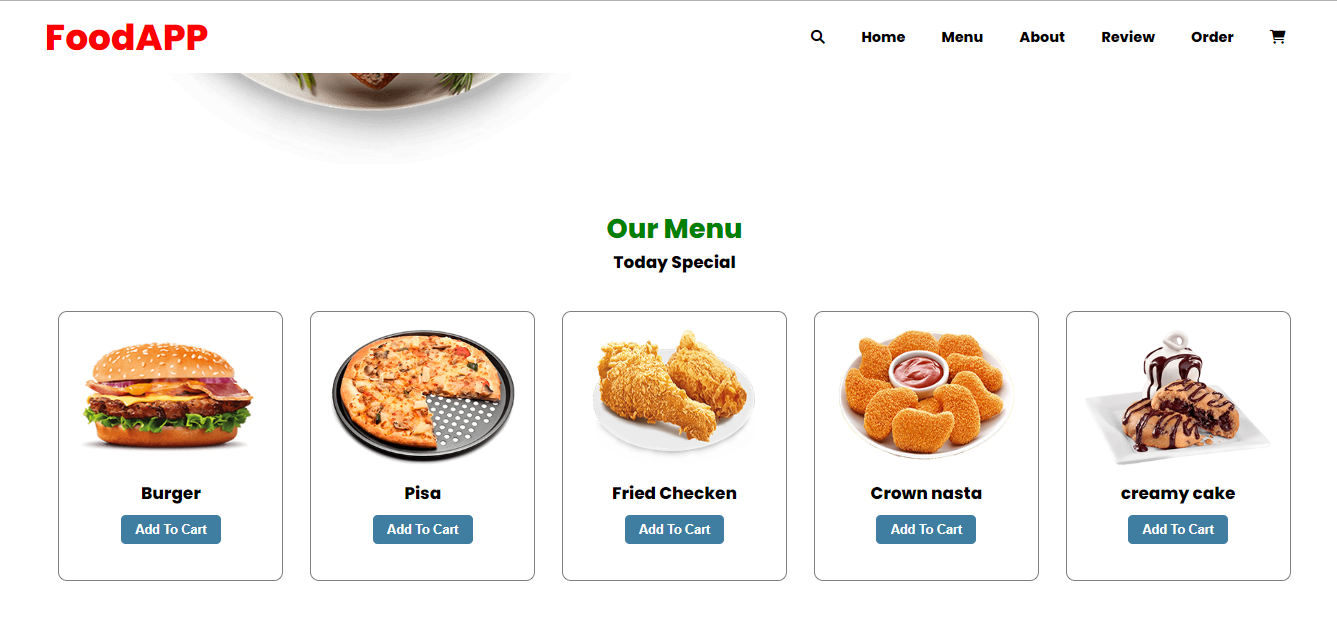 FoodAPP
Home Menu About Review Order
Our Menu
Today Special
Burger
Add To Cart
Pisa
Add To Cart
Fried Checken
Add To Cart
Crown nasta
Add To Cart
creamy cake
Add To Cart